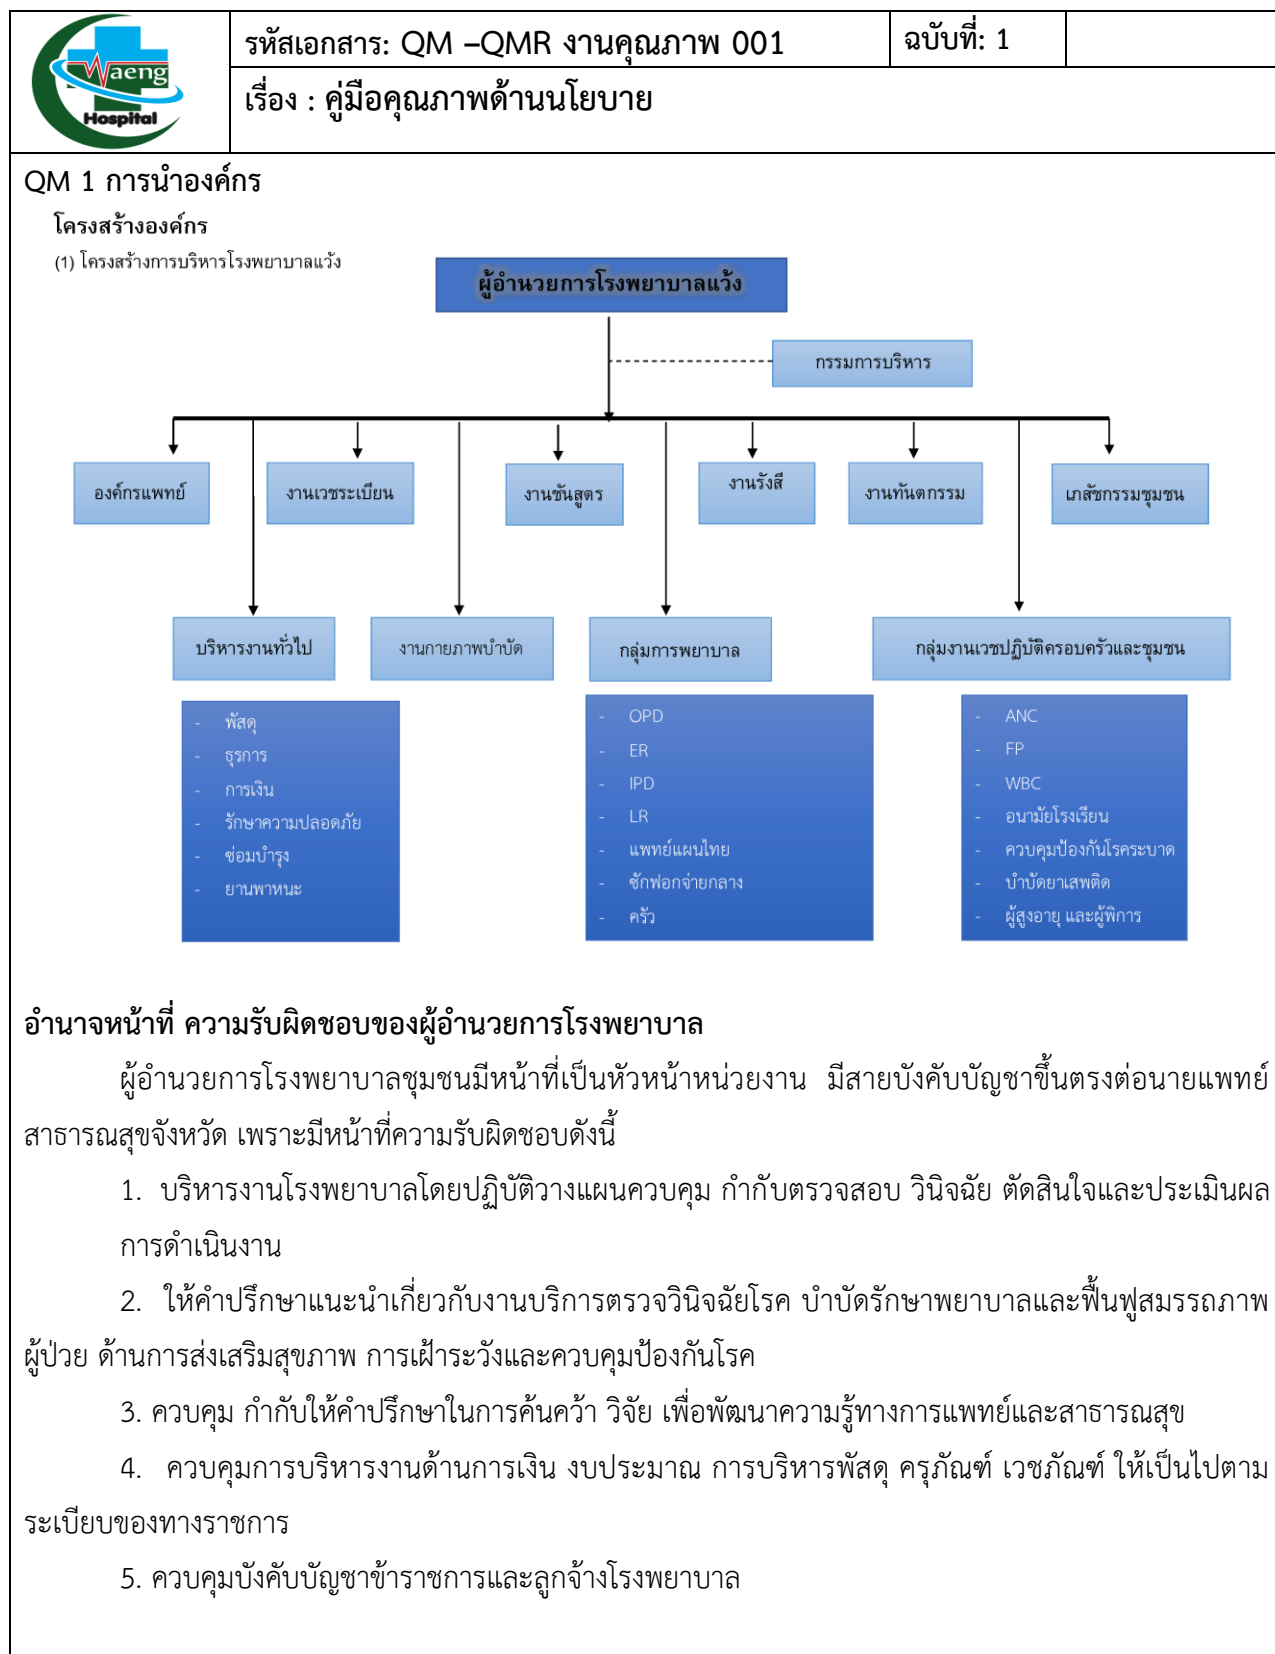 Waeng
Hospital
รหัสเอกสาร: QM –QMR งานคุณภาพ 001
ฉบับที่: 1
เรื่อง : คู่มือคุณภาพด้านนโยบาย
QM 1 การนำองค์กร
โครงสร้างองค์กร
(1) โครงสร้างการบริหารโรงพยาบาลแว้ง
ผู้อำนวยการโรงพยาบาลแว้ง
กรรมการบริหาร
องค์กรแพทย์
งานเวชระเบียน
งานชันสูตร
งานรังสี
งานทันตกรรม
เภสัชกรรมชุมชน
บริหารงานทั่วไป
งานกายภาพบำบัด
กลุ่มการพยาบาล
กลุ่มงานเวชปฏิบัติครอบครัวและชุมชน
- พัสดุ
- ธุรการ
- การเงิน
- รักษาความปลอดภัย
- ซ่อมบำรุง
- ยานพาหนะ
- OPD
- ER
- IPD
- LR
- แพทย์แผนไทย
- ซักฟอกจ่ายกลาง
- ครัว
- ANC
- FP
- WBC
- อนามัยโรงเรียน
- ควบคุมป้องกันโรคระบาด
- บำบัดยาเสพติด
- ผู้สูงอายุ และผู้พิการ
อำนาจหน้าที่ ความรับผิดชอบของผู้อำนวยการโรงพยาบาล
ผู้อำนวยการโรงพยาบาลชุมชนมีหน้าที่เป็นหัวหน้าหน่วยงาน มีสายบังคับบัญชาขึ้นตรงต่อนายแพทย์
สาธารณสุขจังหวัด เพราะมีหน้าที่ความรับผิดชอบดังนี้
1. บริหารงานโรงพยาบาลโดยปฏิบัติวางแผนควบคุม กำกับตรวจสอบ วินิจฉัย ตัดสินใจและประเมินผล
การดำเนินงาน
2. ให้คำปรึกษาแนะนำเกี่ยวกับงานบริการตรวจวินิจฉัยโรค บำบัดรักษาพยาบาลและฟื้นฟูสมรรถภาพ
ผู้ป่วย ด้านการส่งเสริมสุขภาพ การเฝ้าระวังและควบคุมป้องกันโรค
3. ควบคุม กำกับให้คำปรึกษาในการค้นคว้า วิจัย เพื่อพัฒนาความรู้ทางการแพทย์และสาธารณสุข
4. ควบคุมการบริหารงานด้านการเงิน งบประมาณ การบริหารพัสดุ ครุภัณฑ์ เวชภัณฑ์ ให้เป็นไปตาม
ระเบียบของทางราชการ
5. ควบคุมบังคับบัญชาข้าราชการและลูกจ้างโรงพยาบาล